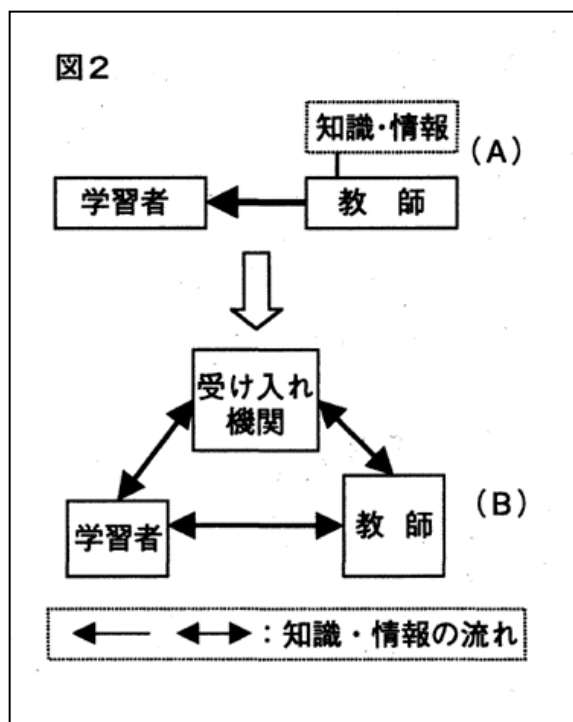 図2
知識・情報
(A)
学習者
教 師
受け入れ
機関
学習者
教 師
(B)
:知識・情報の流れ